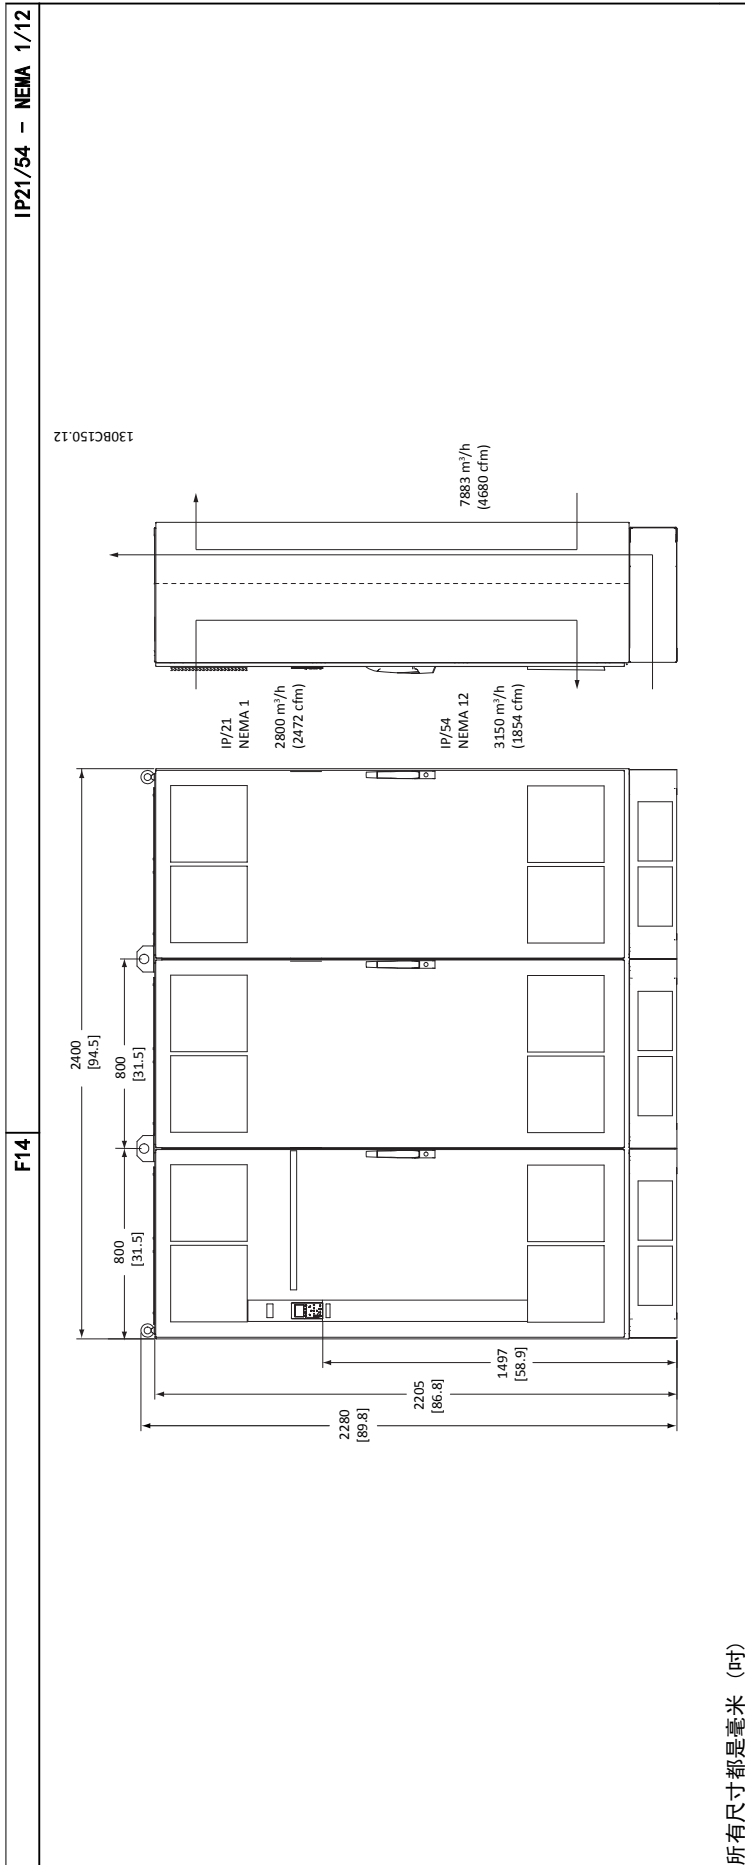 F14
IP21/54 - NEMA 1/12
130BC150.12
2400
[94.5]
800
[31.5]
800
[31.5]
IP/21
NEMA 1
2800 m³/h
(2472 cfm)
IP/54
NEMA 12
3150 m³/h
(1854 cfm)
7883 m³/h
(4680 cfm)
2280
[89.8]
2205
[86.8]
1497
[58.9]
所有尺寸都是毫米 (吋)